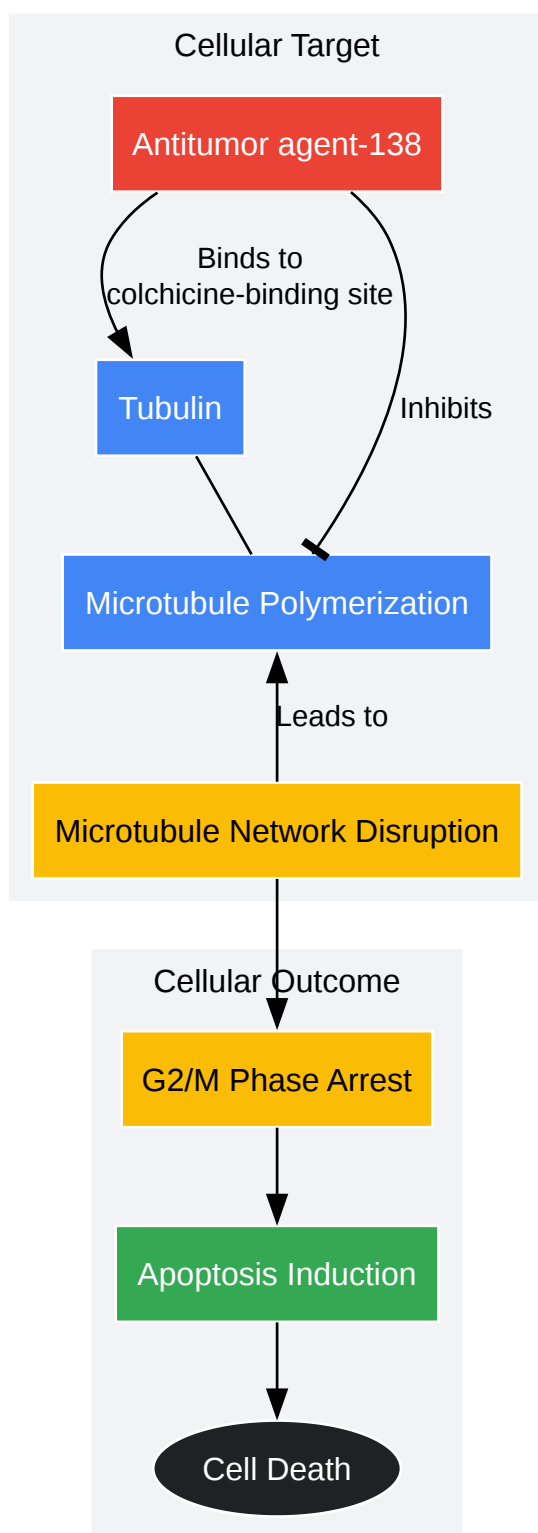 Cellular Target
Antitumor agent-138
Binds to
colchicine-binding site
Tubulin
Inhibits
Microtubule Polymerization
Leads to
Microtubule Network Disruption
Cellular Outcome
G2/M Phase Arrest
Apoptosis Induction
Cell Death